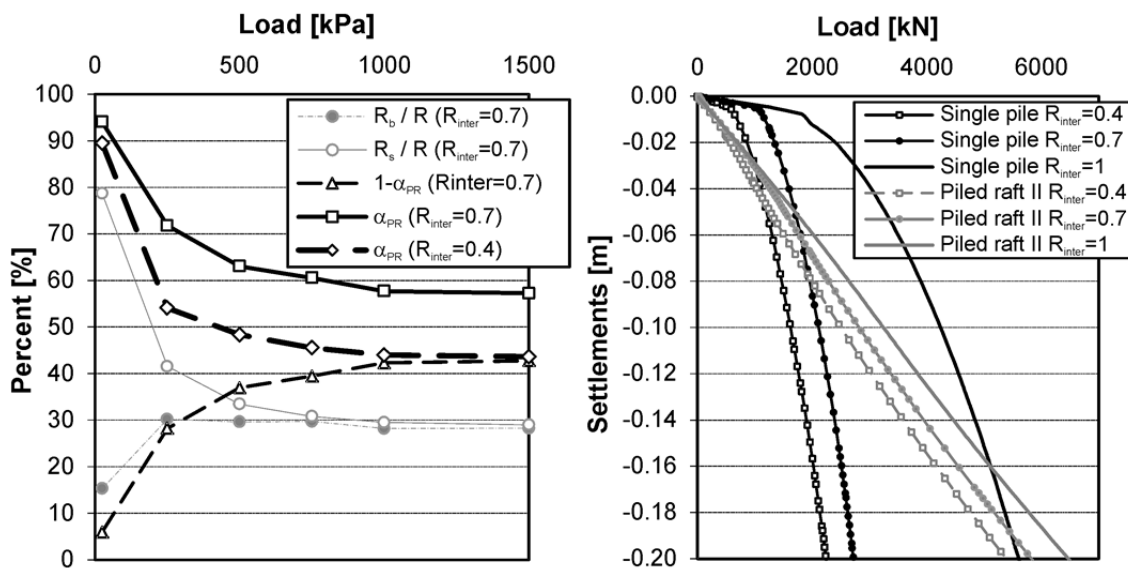 Load [kPa]
0 500 1000 1500
Percent [%]
100
90
80
70
60
50
40
30
20
10
0
R_b / R (R_inter=0.7)
R_s / R (R_inter=0.7)
1-α_PR (Rinter=0.7)
α_PR (R_inter=0.7)
α_PR (R_inter=0.4)
Load [kN]
0 2000 4000 6000
Settlements [m]
0.00
-0.02
-0.04
-0.06
-0.08
-0.10
-0.12
-0.14
-0.16
-0.18
-0.20
Single pile R_inter=0.4
Single pile R_inter=0.7
Single pile R_inter=1
Piled raft II R_inter=0.4
Piled raft II R_inter=0.7
Piled raft II R_inter=1